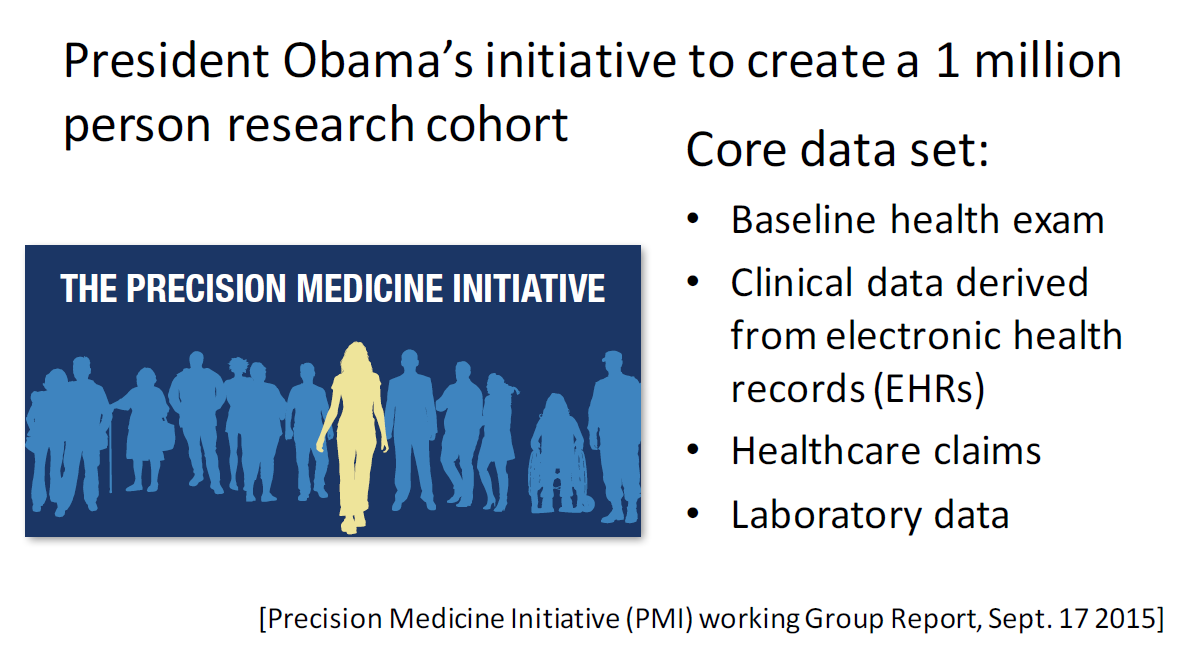 President Obama’s initiative to create a 1 million
person research cohort
Core data set:
• Baseline health exam
• Clinical data derived
from electronic health
records (EHRs)
• Healthcare claims
• Laboratory data
THE PRECISION MEDICINE INITIATIVE
[Precision Medicine Initiative (PMI) working Group Report, Sept. 17 2015]